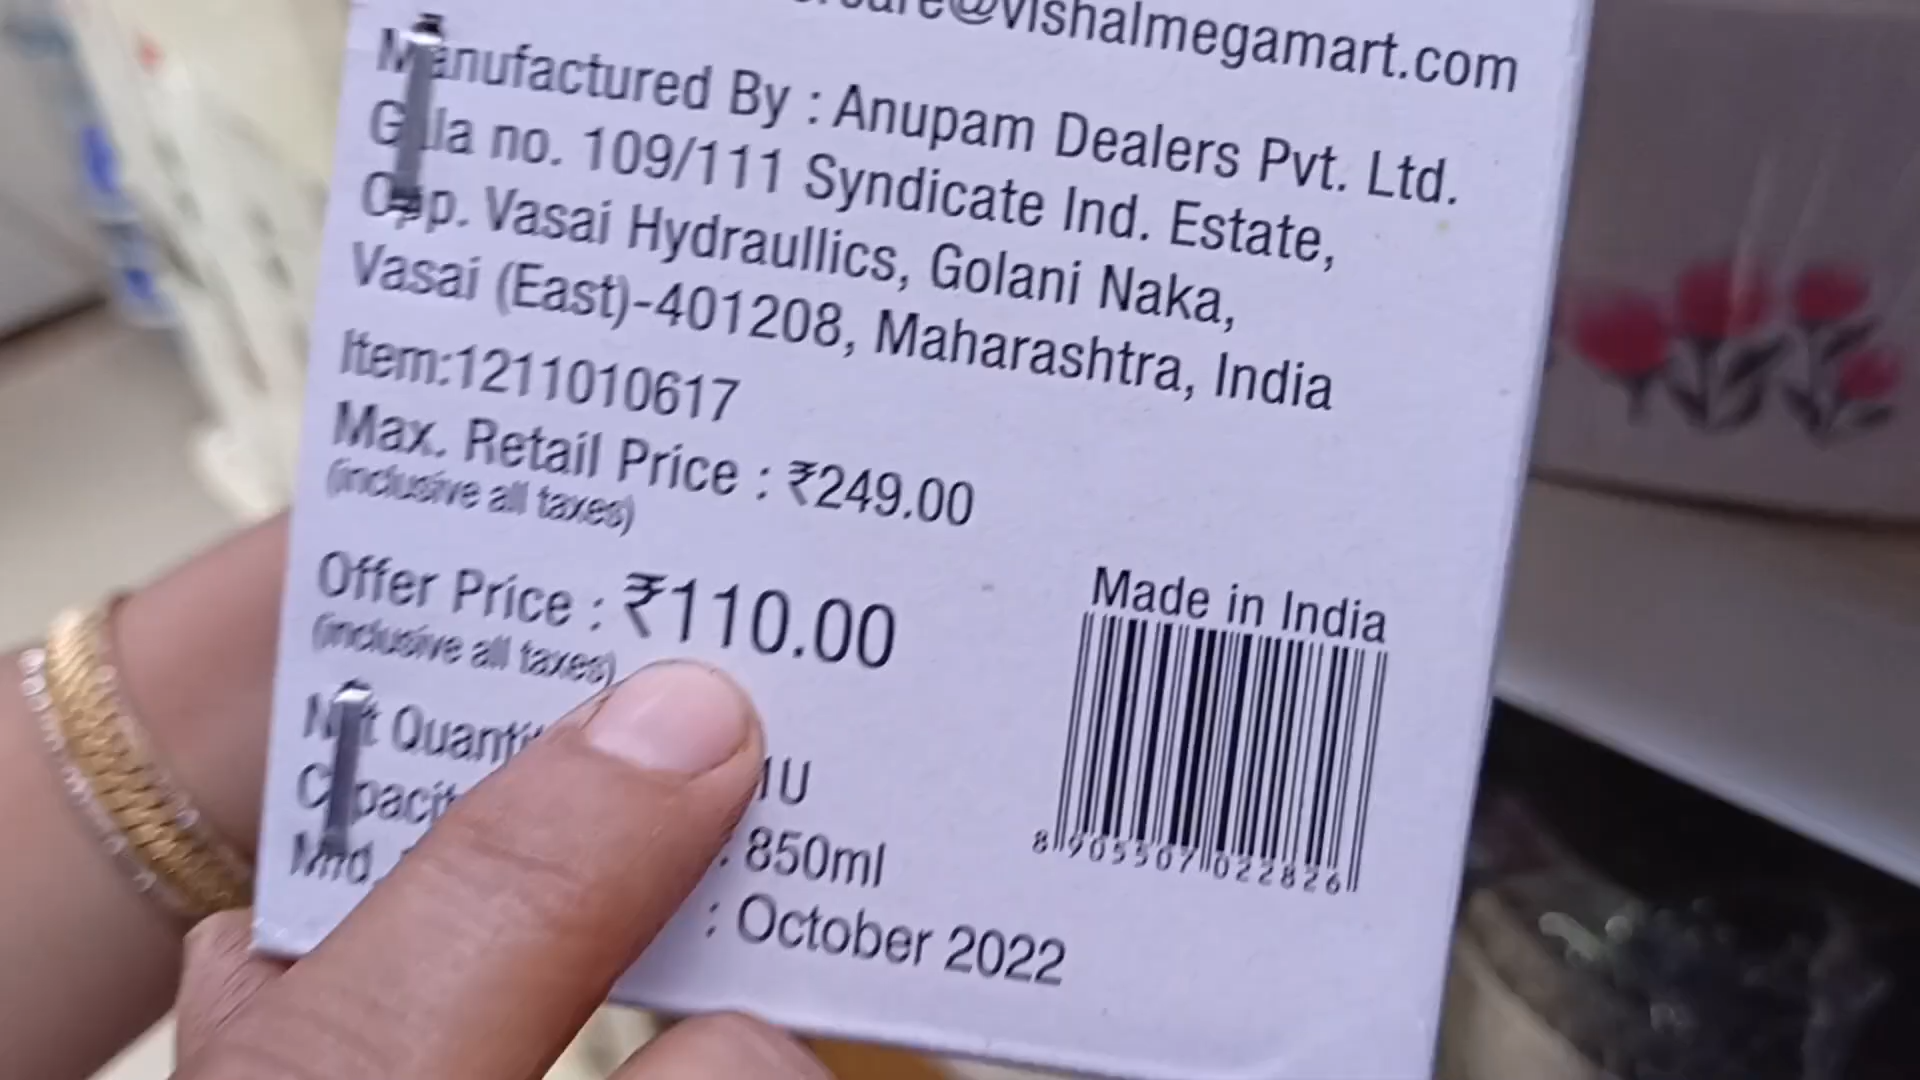 care@vishalmegamart.com
Manufactured By : Anupam Dealers Pvt. Ltd.
Gala no. 109/111 Syndicate Ind. Estate,
Opp. Vasai Hydraullics, Golani Naka,
Vasai (East)-401208, Maharashtra, India
Item:1211010617
Max. Retail Price : ₹249.00
(inclusive all taxes)
Offer Price : ₹110.00
(inclusive all taxes)
Made in India
Net Quantity 1U
Capacity : 850ml
Mfd : October 2022
8 905507 022826